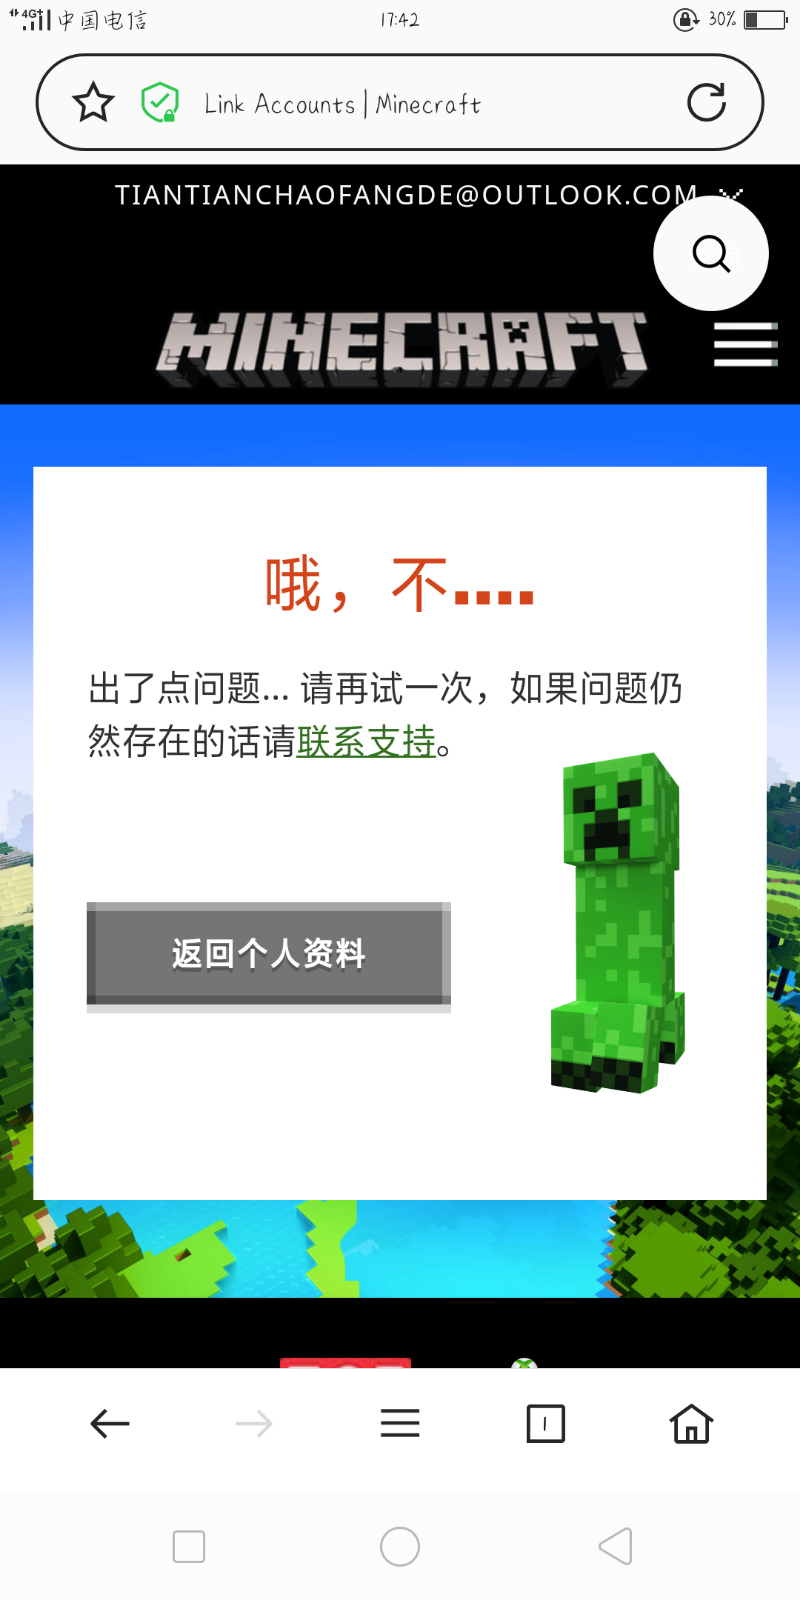 4G+ 中国电信 17:42 30%
Link Accounts | Minecraft
TIANTIANCHAOFANGDE@OUTLOOK.COM
MINECRAFT
哦，不....
出了点问题... 请再试一次，如果问题仍
然存在的话请联系支持。
返回个人资料
1